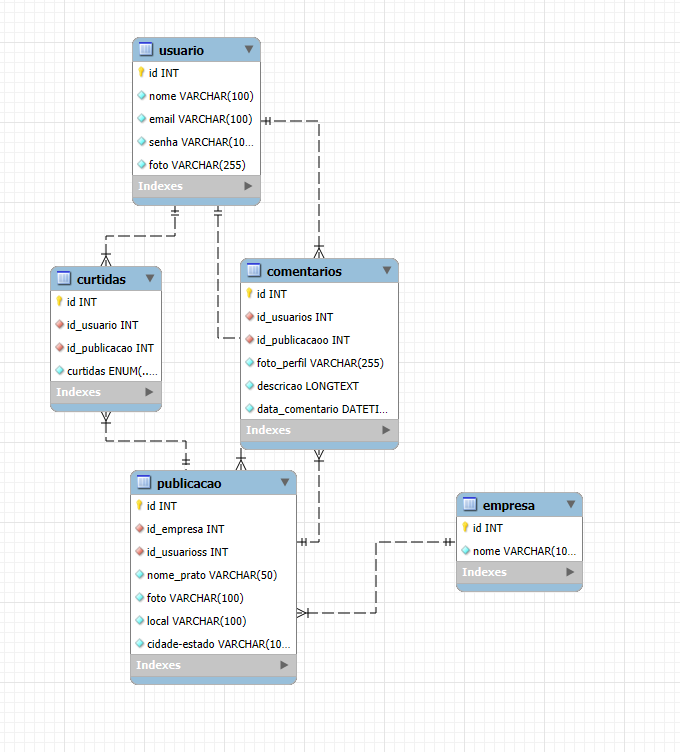 usuario
id INT
nome VARCHAR(100)
email VARCHAR(100)
senha VARCHAR(10...
foto VARCHAR(255)
Indexes
curtidas
id INT
id_usuario INT
id_publicacao INT
curtidas ENUM(...
Indexes
comentarios
id INT
id_usuarios INT
id_publicacaoo INT
foto_perfil VARCHAR(255)
descricao LONGTEXT
data_comentario DATETI...
Indexes
publicacao
id INT
id_empresa INT
id_usuarioss INT
nome_prato VARCHAR(50)
foto VARCHAR(100)
local VARCHAR(100)
cidade-estado VARCHAR(10...
Indexes
empresa
id INT
nome VARCHAR(10...
Indexes